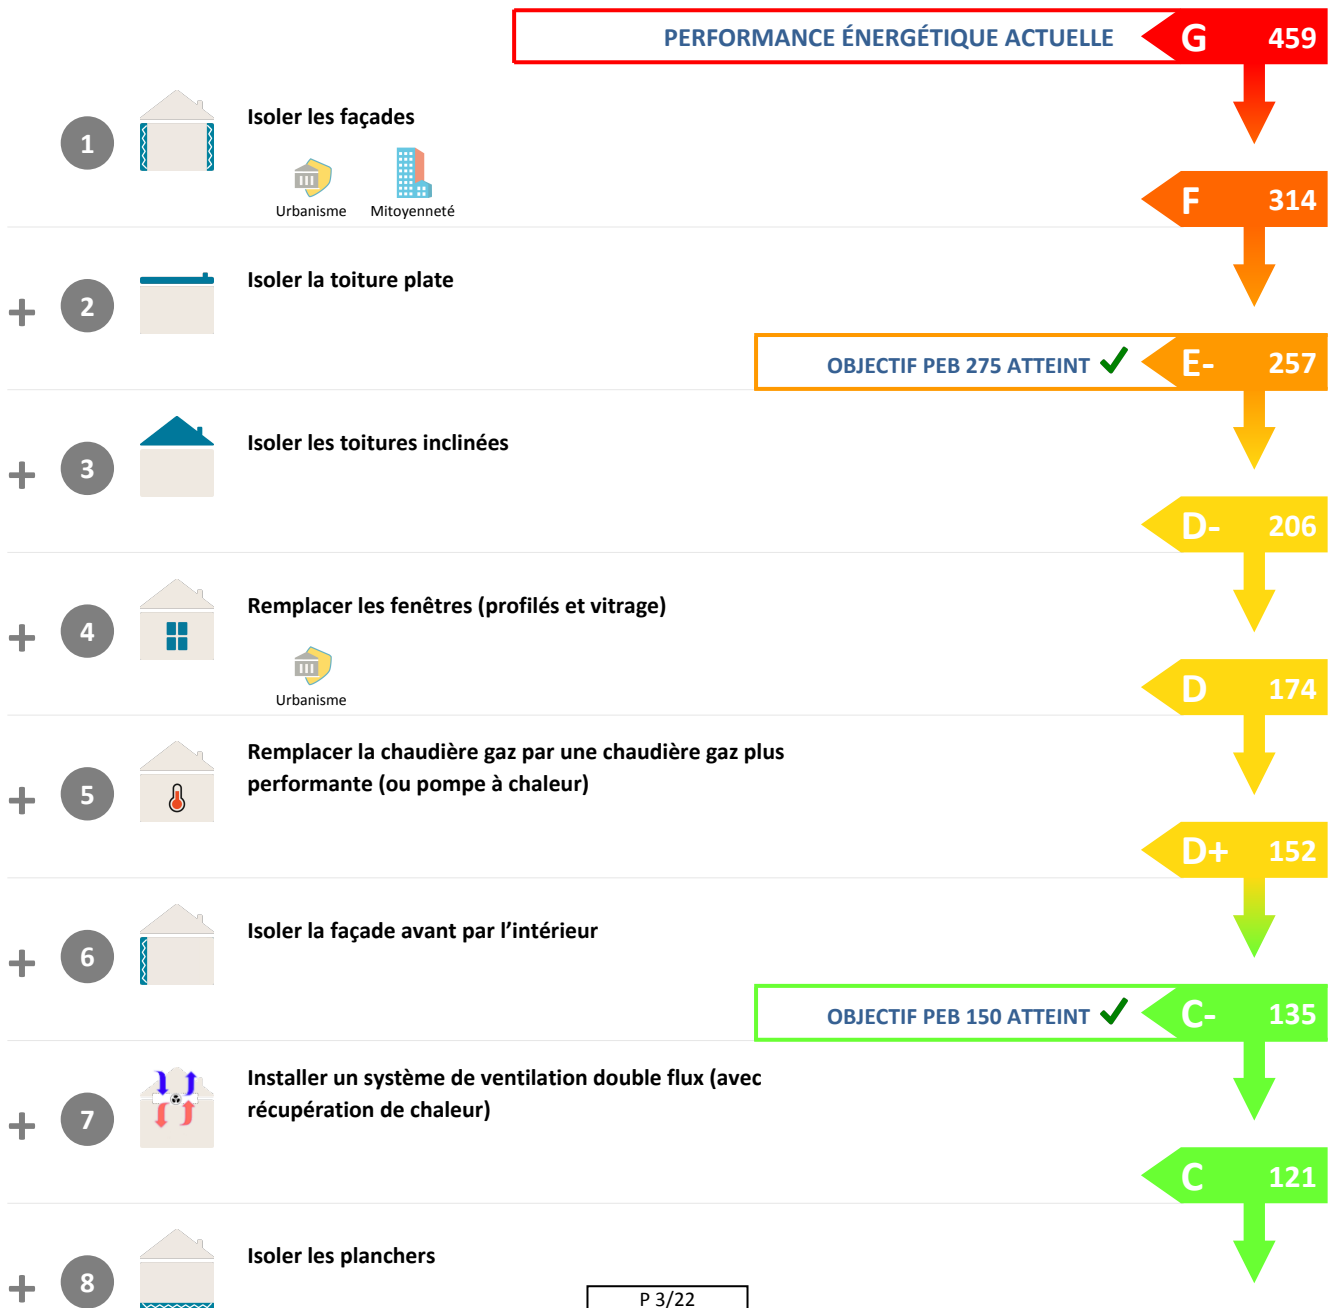 PERFORMANCE ÉNERGÉTIQUE ACTUELLE G 459
1 Isoler les façades
Urbanisme Mitoyenneté
F 314
+ 2 Isoler la toiture plate
OBJECTIF PEB 275 ATTEINT E- 257
+ 3 Isoler les toitures inclinées
D- 206
+ 4 Remplacer les fenêtres (profilés et vitrage)
Urbanisme
D 174
Remplacer la chaudière gaz par une chaudière gaz plus
+ 5 performante (ou pompe à chaleur)
D+ 152
+ 6 Isoler la façade avant par l’intérieur
OBJECTIF PEB 150 ATTEINT C- 135
Installer un système de ventilation double flux (avec
+ 7 récupération de chaleur)
C 121
+ 8 Isoler les planchers
P 3/22